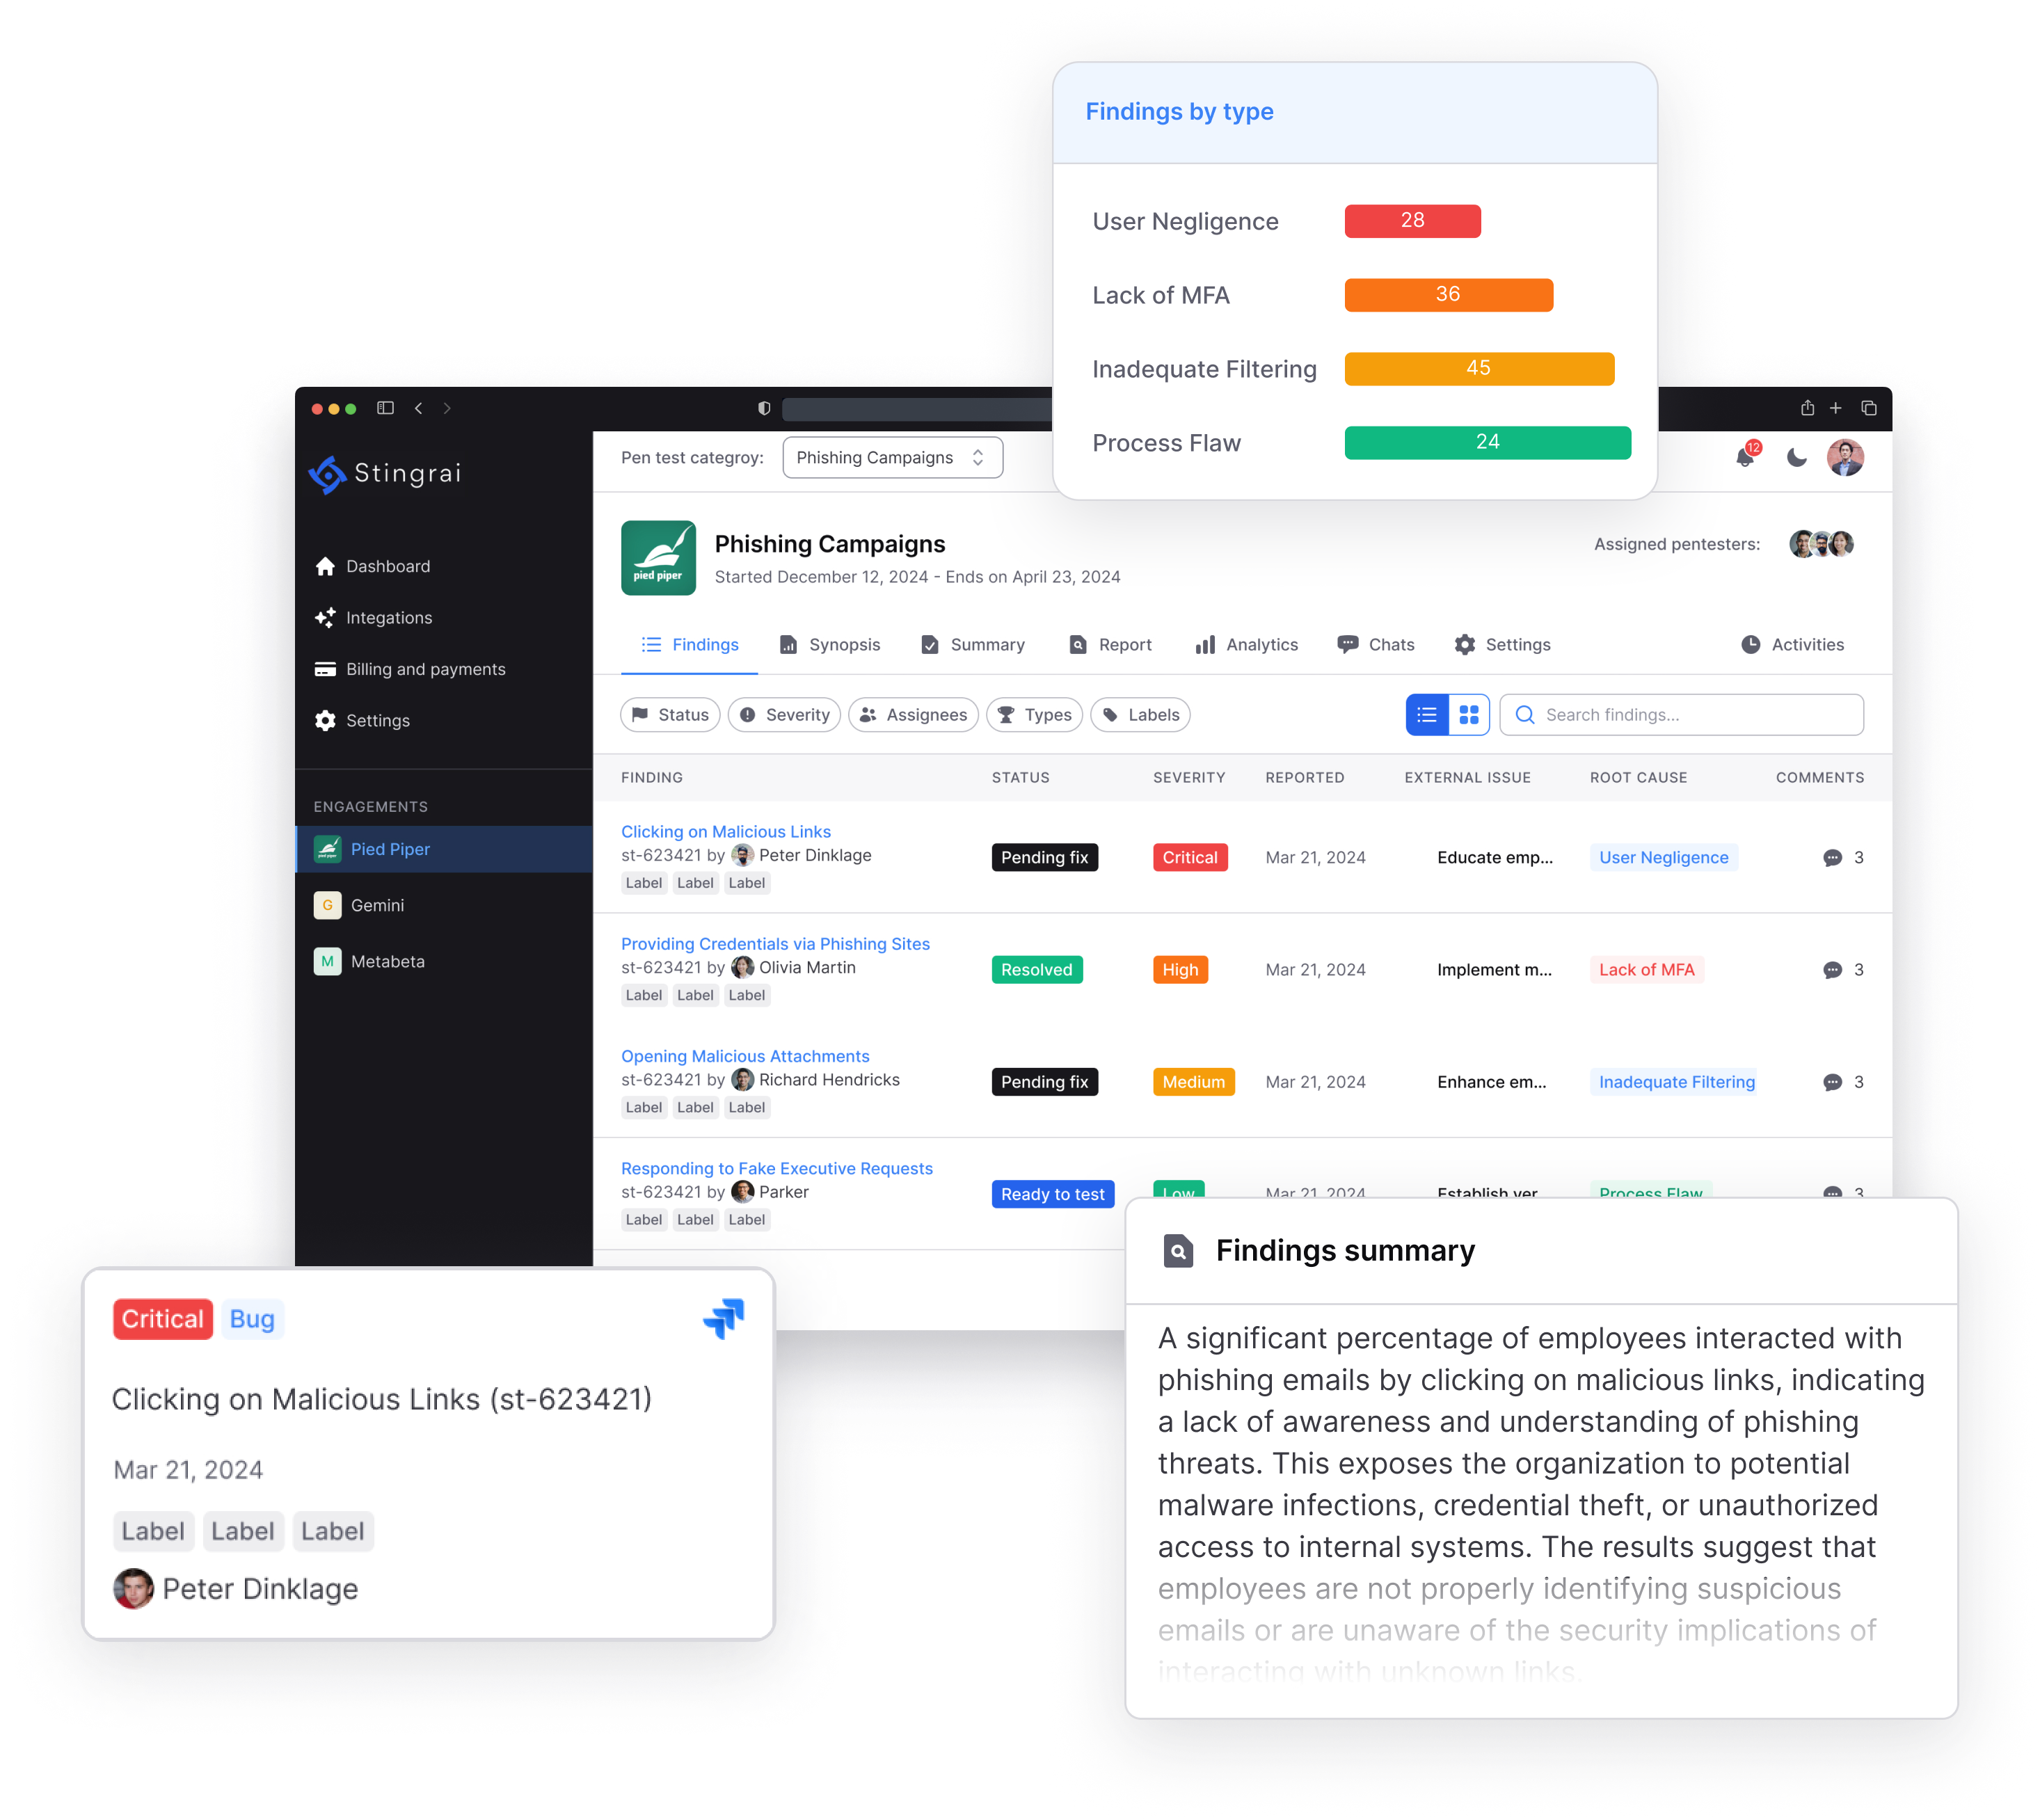 Findings by type
User Negligence 28
Lack of MFA 36
Inadequate Filtering 45
Process Flaw 24
Stingrai
Pen test categroy: Phishing Campaigns
12
Dashboard
Integations
Billing and payments
Settings
ENGAGEMENTS
pied piper
Pied Piper
G Gemini
M Metabeta
pied piper
Phishing Campaigns
Started December 12, 2024 - Ends on April 23, 2024
Assigned pentesters:
Findings Synopsis Summary Report Analytics Chats Settings Activities
Status Severity Assignees Types Labels Search findings...
FINDING STATUS SEVERITY REPORTED EXTERNAL ISSUE ROOT CAUSE COMMENTS
Clicking on Malicious Links
st-623421 by Peter Dinklage Pending fix Critical Mar 21, 2024 Educate emp... User Negligence 3
Label Label Label
Providing Credentials via Phishing Sites
st-623421 by Olivia Martin Resolved High Mar 21, 2024 Implement m... Lack of MFA 3
Label Label Label
Opening Malicious Attachments
st-623421 by Richard Hendricks Pending fix Medium Mar 21, 2024 Enhance em... Inadequate Filtering 3
Label Label Label
Responding to Fake Executive Requests
st-623421 by Parker Ready to test Low Mar 21, 2024 Establish ver Process Flaw 3
Label Label Label
Critical Bug
Clicking on Malicious Links (st-623421)
Mar 21, 2024
Label Label Label
Peter Dinklage
Findings summary
A significant percentage of employees interacted with
phishing emails by clicking on malicious links, indicating
a lack of awareness and understanding of phishing
threats. This exposes the organization to potential
malware infections, credential theft, or unauthorized
access to internal systems. The results suggest that
employees are not properly identifying suspicious
emails or are unaware of the security implications of
interacting with unknown links.